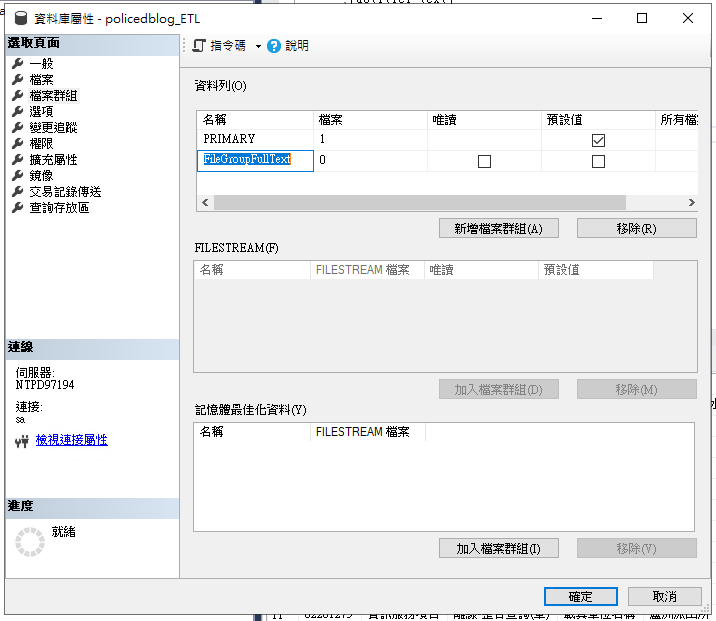 資料庫屬性 - policedblog_ETL
選取頁面
一般
檔案
檔案群組
選項
變更追蹤
權限
擴充屬性
鏡像
交易記錄傳送
查詢存放區
連線
伺服器:
NTPD97194
連接:
sa
檢視連接屬性
進度
就緒
指令碼 說明
資料列(O)
名稱 檔案 唯讀 預設值 所有檔
PRIMARY 1
FileGroupFullText 0
新增檔案群組(A) 移除(R)
FILESTREAM(F)
名稱 FILESTREAM 檔案 唯讀 預設值
加入檔案群組(D) 移除(M)
記憶體最佳化資料(Y)
名稱 FILESTREAM 檔案
加入檔案群組(I) 移除(V)
確定 取消